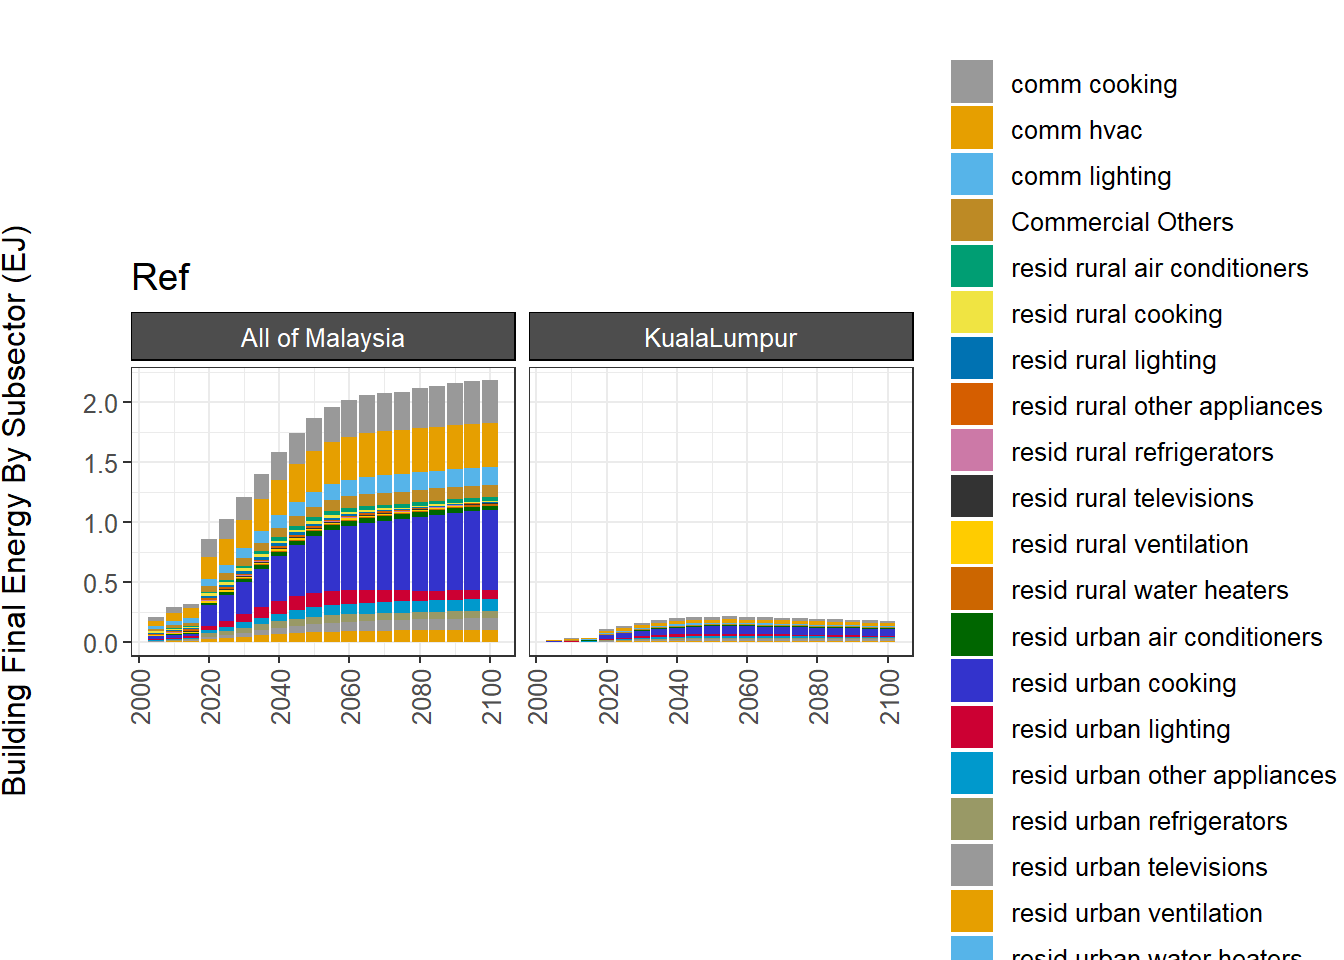 Building Final Energy By Subsector (EJ)
Ref
All of Malaysia
KualaLumpur
2.0
1.5
1.0
0.5
0.0
2000
2020
2040
2060
2080
2100
2000
2020
2040
2060
2080
2100
comm cooking
comm hvac
comm lighting
Commercial Others
resid rural air conditioners
resid rural cooking
resid rural lighting
resid rural other appliances
resid rural refrigerators
resid rural televisions
resid rural ventilation
resid rural water heaters
resid urban air conditioners
resid urban cooking
resid urban lighting
resid urban other appliances
resid urban refrigerators
resid urban televisions
resid urban ventilation
resid urban water heaters